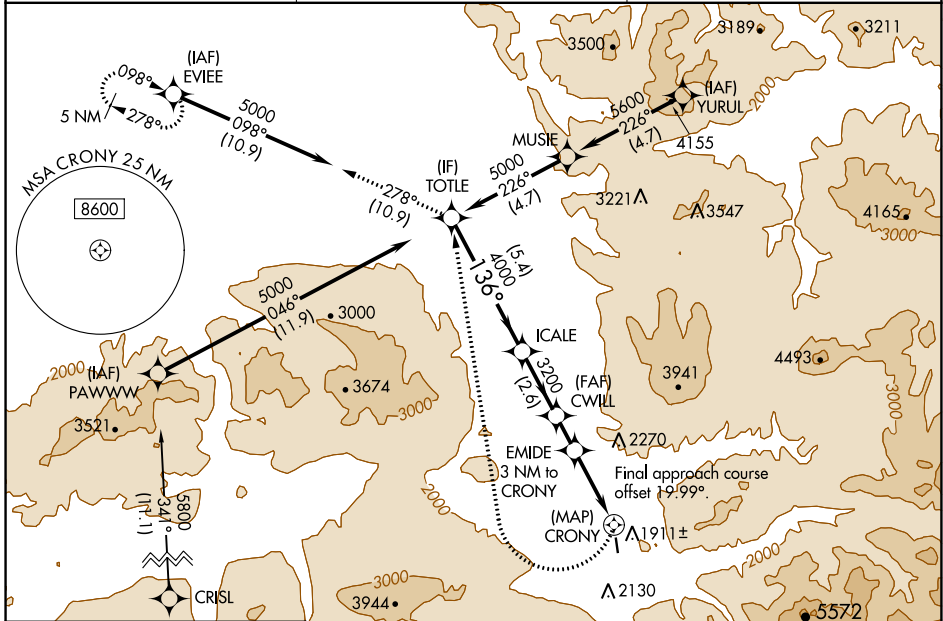 3189
3211
3500
(IAF)
EVIEE
098°
278°
5 NM
5000
098°
(10.9)
(IAF)
YURUL
5600
226°
(4.7)
2000
4155
MUSIE
5000
226°
(4.7)
(IF)
TOTLE
278°
(10.9)
MSA CRONY 25 NM
8600
3221
3547
4165
3000
(5.4)
4000
136°
5000
046°
(11.9)
3000
ICALE
3200
(2.6)
(FAF)
CWILL
3941
4493
2000
(IAF)
PAWWW
3674
3000
3000
3521
EMIDE
3 NM to
CRONY
2270
Final approach course
offset 19.99°.
2000
5800
341°
(11.1)
(MAP)
CRONY
1911±
2000
CRISL
3000
3944
2130
5572